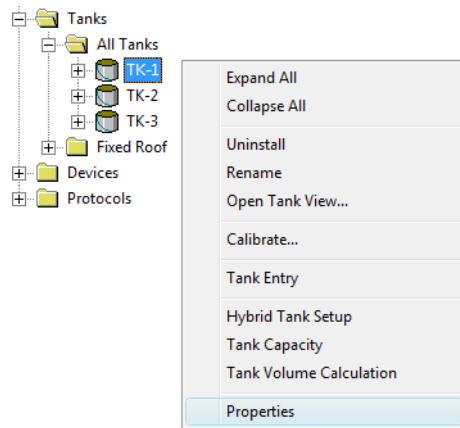 Tanks
All Tanks
TK-1
TK-2
TK-3
Fixed Roof
Devices
Protocols
Expand All
Collapse All
Uninstall
Rename
Open Tank View...
Calibrate...
Tank Entry
Hybrid Tank Setup
Tank Capacity
Tank Volume Calculation
Properties